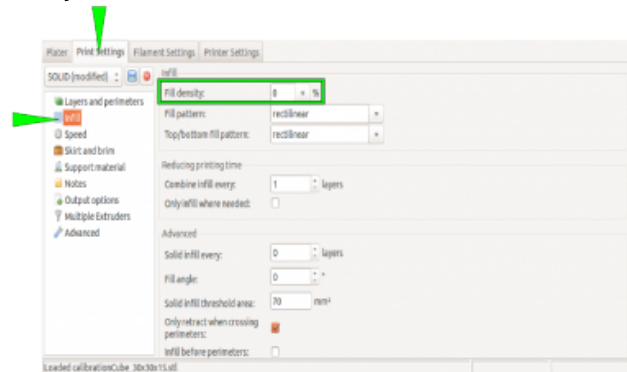 Plater Print Settings Filament Settings Printer Settings
SOLID (modified)
Infill
Fill density: 0 %
Layers and perimeters
Fill pattern: rectilinear
Infill
Speed
Top/bottom fill pattern: rectilinear
Skirt and brim
Support material
Reducing printing time
Notes
Combine infill every: 1 layers
Output options
Only infill where needed:
Multiple Extruders
Advanced
Advanced
Solid infill every: 0 layers
Fill angle: 0 °
Solid infill threshold area: 70 mm²
Only retract when crossing
perimeters:
Infill before perimeters:
Loaded calibrationCube_30x30x15.stl